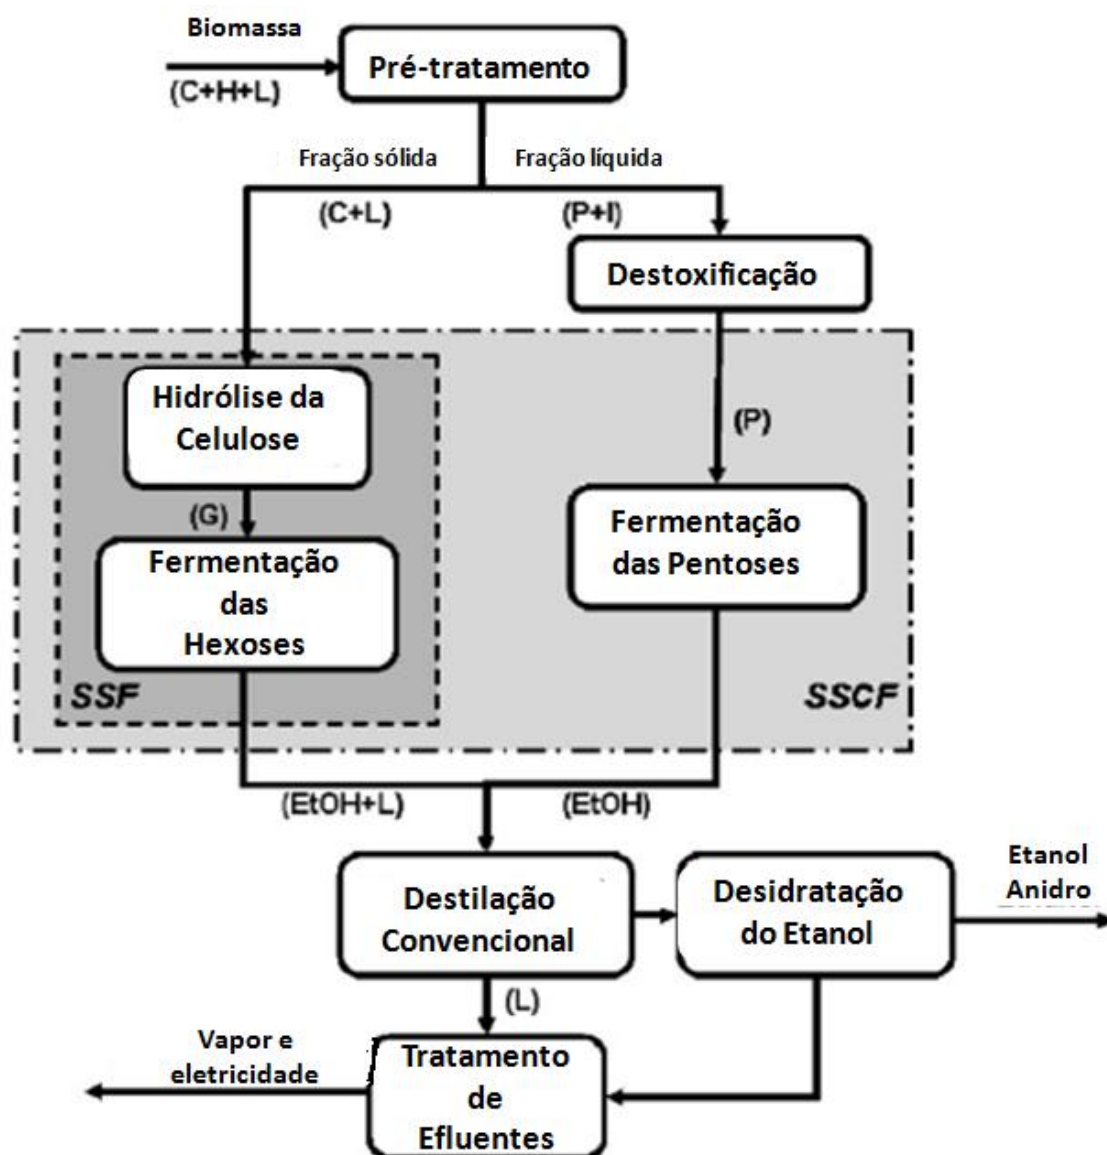 Biomassa
(C+H+L)
Pré-tratamento
Fração sólida
Fração líquida
(C+L)
(P+I)
Destoxificação
Hidrólise da
Celulose
(P)
(G)
Fermentação
das
Hexoses
Fermentação
das Pentoses
SSF
SSCF
(EtOH+L)
(EtOH)
Destilação
Convencional
Desidratação
do Etanol
Etanol
Anidro
(L)
Vapor e
eletricidade
Tratamento
de
Efluentes